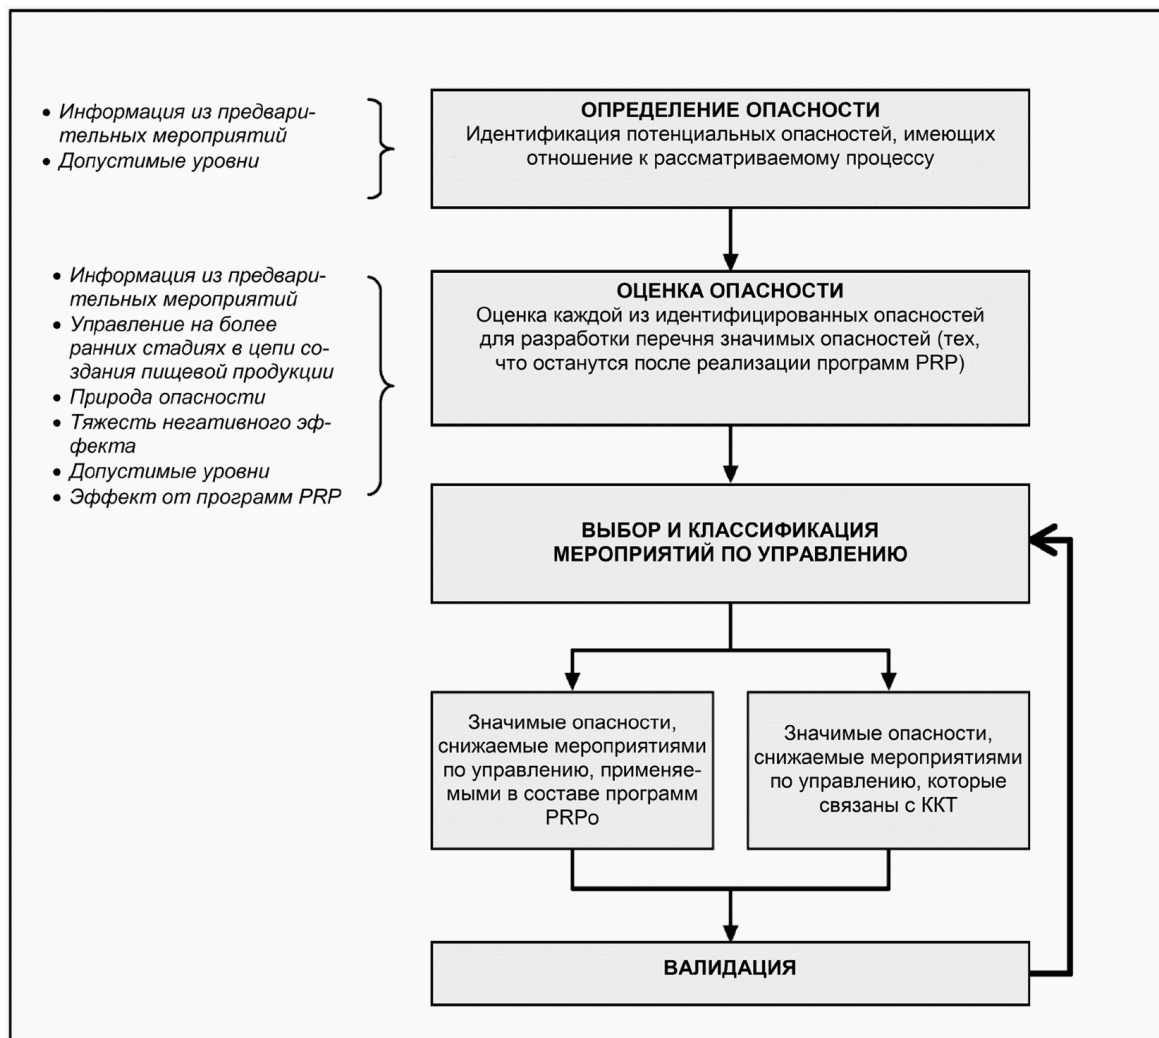 • Информация из предвари-
тельных мероприятий
• Допустимые уровни
ОПРЕДЕЛЕНИЕ ОПАСНОСТИ
Идентификация потенциальных опасностей, имеющих
отношение к рассматриваемому процессу
• Информация из предвари-
тельных мероприятий
• Управление на более
ранних стадиях в цепи со-
здания пищевой продукции
• Природа опасности
• Тяжесть негативного эф-
фекта
• Допустимые уровни
• Эффект от программ PRP
ОЦЕНКА ОПАСНОСТИ
Оценка каждой из идентифицированных опасностей
для разработки перечня значимых опасностей (тех,
что останутся после реализации программ PRP)
ВЫБОР И КЛАССИФИКАЦИЯ
МЕРОПРИЯТИЙ ПО УПРАВЛЕНИЮ
Значимые опасности,
снижаемые мероприятиями
по управлению, применяе-
мыми в составе программ
PRPo
Значимые опасности,
снижаемые мероприятиями
по управлению, которые
связаны с ККТ
ВАЛИДАЦИЯ